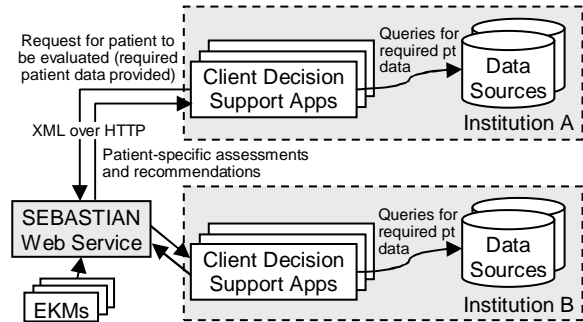 Request for patient to
be evaluated (required
patient data provided)
Client Decision
Support Apps
Queries for
required pt
data
Data
Sources
Institution A
XML over HTTP
Patient-specific assessments
and recommendations
SEBASTIAN
Web Service
EKMs
Client Decision
Support Apps
Queries for
required pt
data
Data
Sources
Institution B